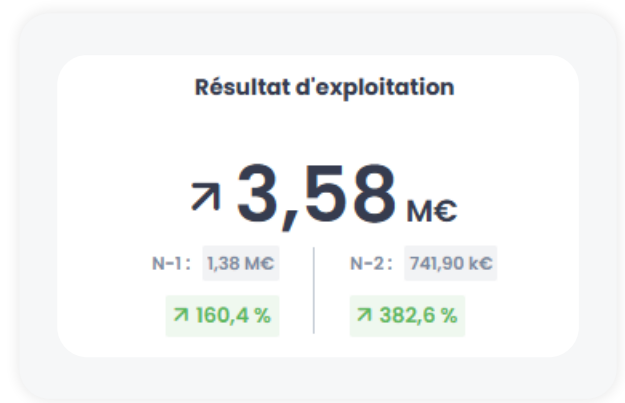 Résultat d'exploitation
3,58 M€
N-1 : 1,38 M€
160,4 %
N-2 : 741,90 k€
382,6 %